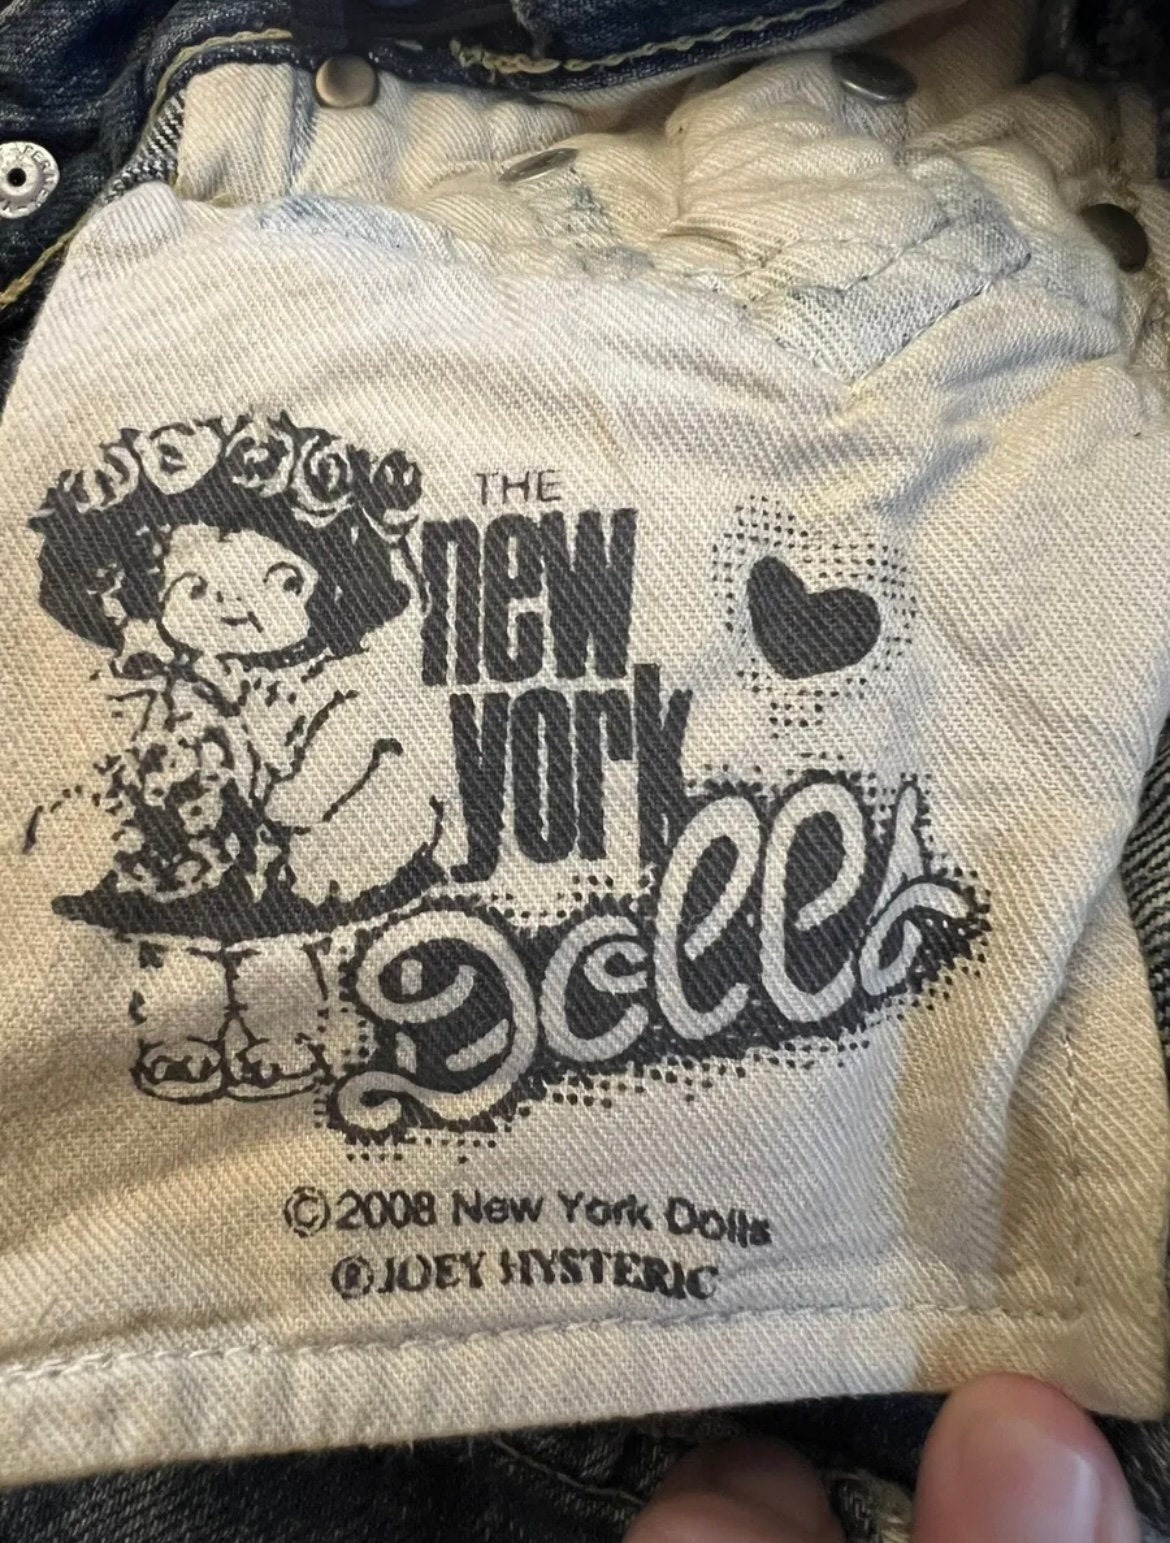 THE
new
york
Dolls
©2008 New York Dolls
®JOEY HYSTERIC